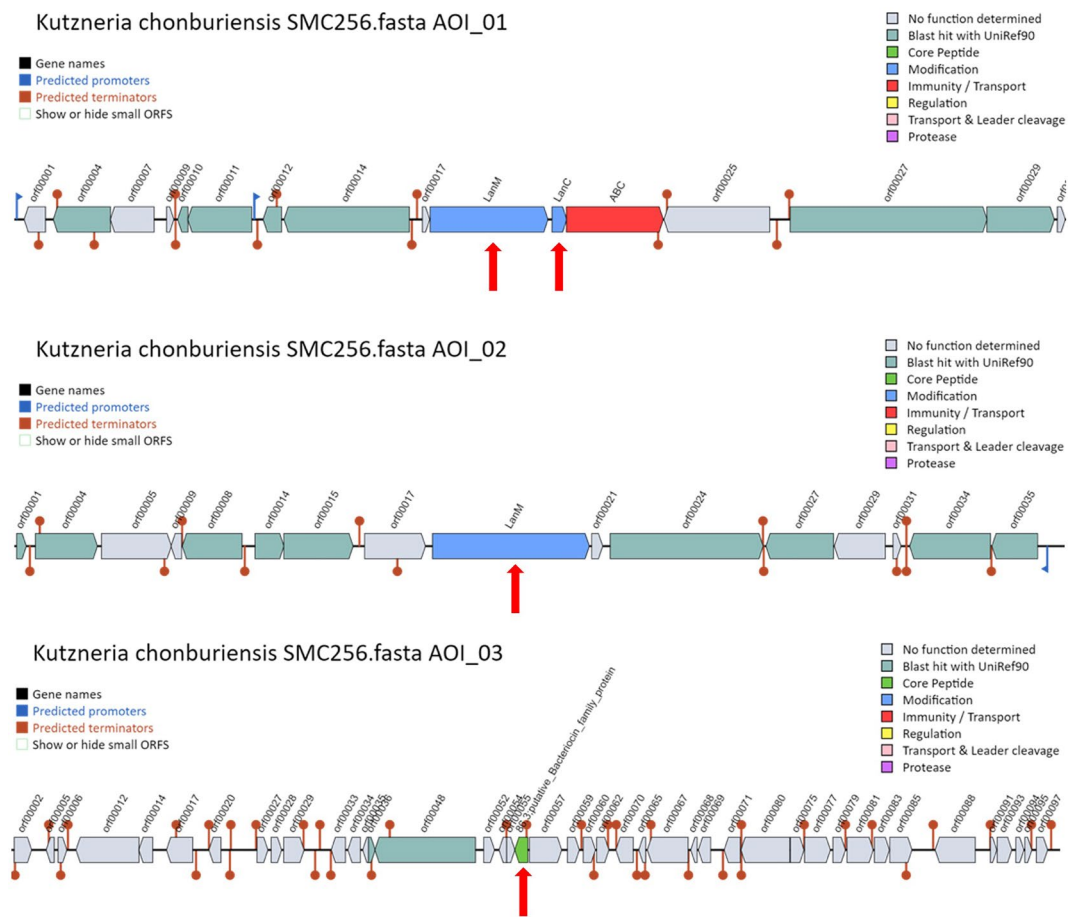 Kutzneria chonburiensis SMC256.fasta AOI_01
No function determined
Blast hit with UniRef90
Core Peptide
Modification
Immunity / Transport
Regulation
Transport & Leader cleavage
Protease
Gene names
Predicted promoters
Predicted terminators
Show or hide small ORFS
orf00001
orf00004
orf00007
orf00009
orf00010
orf00011
orf00012
orf00014
orf00017
LanM
LanC
ABC
orf00025
orf00027
orf00029
Kutzneria chonburiensis SMC256.fasta AOI_02
No function determined
Blast hit with UniRef90
Core Peptide
Modification
Immunity / Transport
Regulation
Transport & Leader cleavage
Protease
Gene names
Predicted promoters
Predicted terminators
Show or hide small ORFS
orf00001
orf00004
orf00005
orf00009
orf00008
orf00014
orf00015
orf00017
LanM
orf00021
orf00024
orf00027
orf00029
orf00031
orf00034
orf00035
Kutzneria chonburiensis SMC256.fasta AOI_03
No function determined
Blast hit with UniRef90
Core Peptide
Modification
Immunity / Transport
Regulation
Transport & Leader cleavage
Protease
Gene names
Predicted promoters
Predicted terminators
Show or hide small ORFS
orf00002
orf00005
orf00006
orf00012
orf00014
orf00017
orf00020
orf00027
orf00028
orf00029
orf00033
orf00034
orf00036
orf00048
orf00052
orf00054
orf00055
orf00057
orf00059
orf00060
orf00062
orf00070
orf00065
orf00067
orf00068
orf00069
orf00071
orf00080
orf00075
orf00077
orf00079
orf00081
orf00083
orf00085
orf00088
orf00091
orf00093
orf00094
orf00095
orf00097